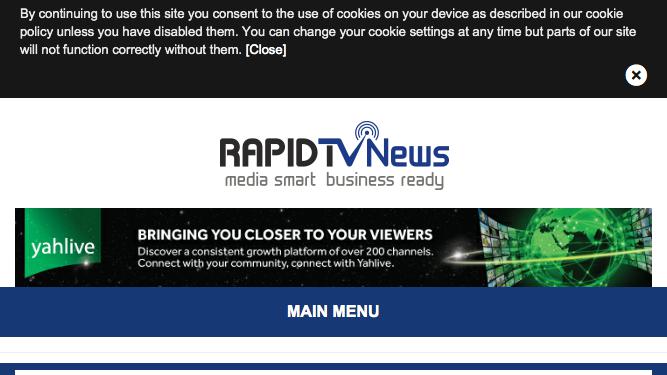 By continuing to use this site you consent to the use of cookies on your device as described in our cookie
policy unless you have disabled them. You can change your cookie settings at any time but parts of our site
will not function correctly without them. [Close]
RAPIDTVNews
media smart business ready
yahlive
BRINGING YOU CLOSER TO YOUR VIEWERS
Discover a consistent growth platform of over 200 channels.
Connect with your community, connect with Yahlive.
MAIN MENU